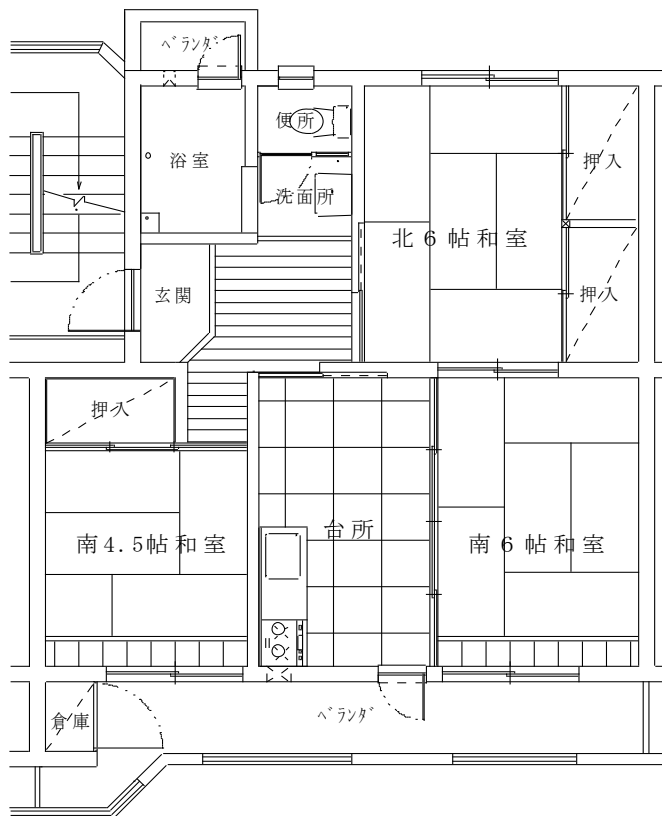 ベランダ
便所
浴室
押入
洗面所
北6帖和室
玄関
押入
押入
台所
南4.5帖和室
南6帖和室
倉庫
ベランダ